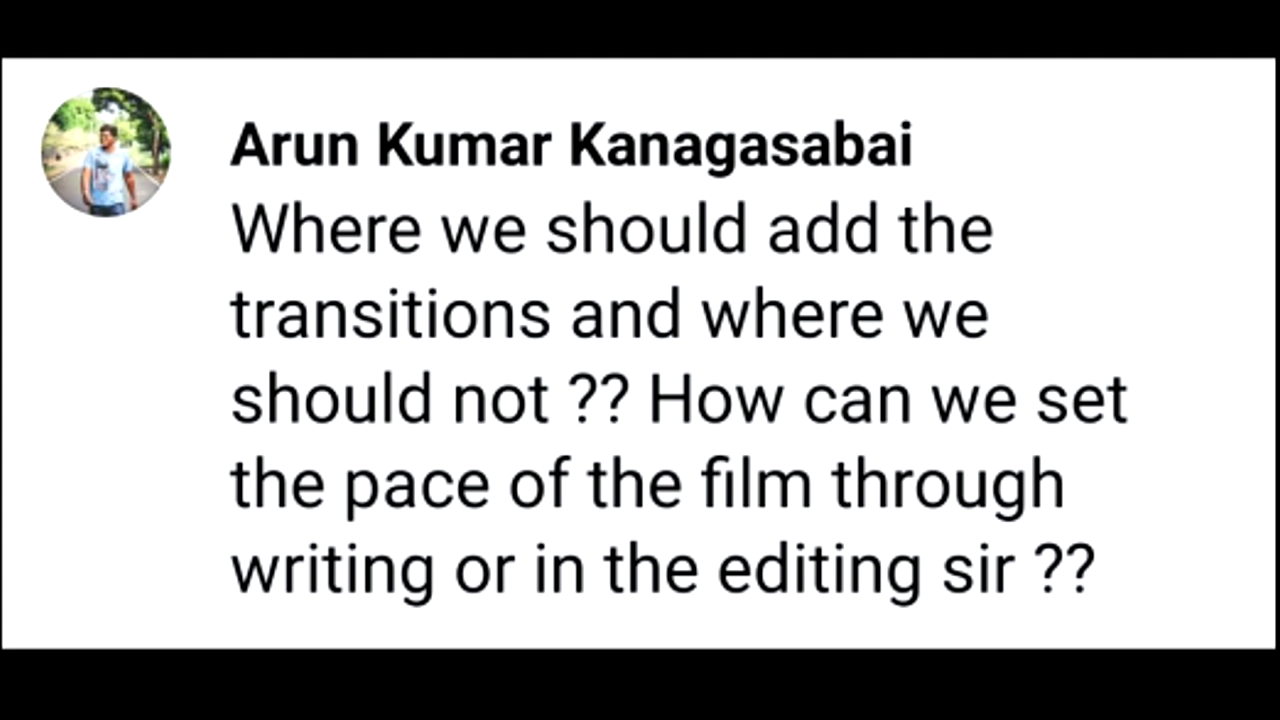 Arun Kumar Kanagasabai
Where we should add the
transitions and where we
should not ?? How can we set
the pace of the film through
writing or in the editing sir ??